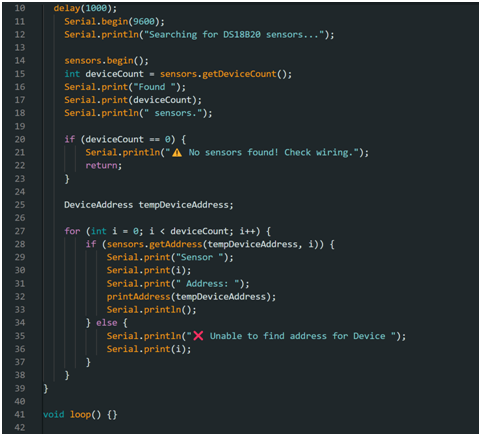 10 delay(1000);
11 Serial.begin(9600);
12 Serial.println("Searching for DS18B20 sensors...");
13
14 sensors.begin();
15 int deviceCount = sensors.getDeviceCount();
16 Serial.print("Found ");
17 Serial.print(deviceCount);
18 Serial.println(" sensors.");
19
20 if (deviceCount == 0) {
21 Serial.println("⚠️ No sensors found! Check wiring.");
22 return;
23 }
24
25 DeviceAddress tempDeviceAddress;
26
27 for (int i = 0; i < deviceCount; i++) {
28 if (sensors.getAddress(tempDeviceAddress, i)) {
29 Serial.print("Sensor ");
30 Serial.print(i);
31 Serial.print(" Address: ");
32 printAddress(tempDeviceAddress);
33 Serial.println();
34 } else {
35 Serial.println("❌ Unable to find address for Device ");
36 Serial.print(i);
37 }
38 }
39 }
40
41 void loop() {}
42